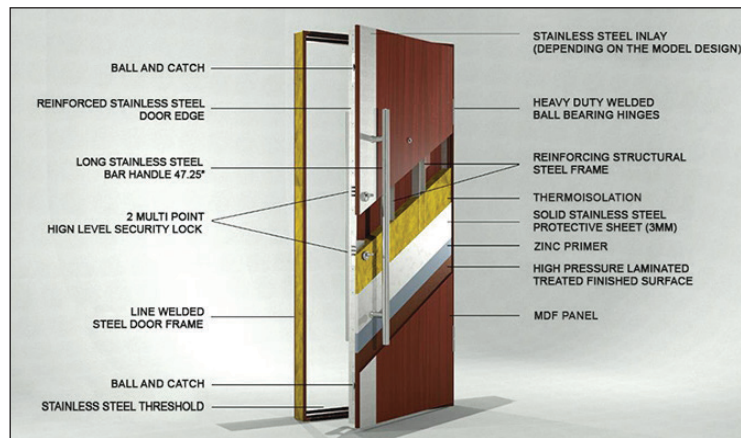 BALL AND CATCH
REINFORCED STAINLESS STEEL
DOOR EDGE
LONG STAINLESS STEEL
BAR HANDLE 47.25"
2 MULTI POINT
HIGN LEVEL SECURITY LOCK
LINE WELDED
STEEL DOOR FRAME
BALL AND CATCH
STAINLESS STEEL THRESHOLD
STAINLESS STEEL INLAY
(DEPENDING ON THE MODEL DESIGN)
HEAVY DUTY WELDED
BALL BEARING HINGES
REINFORCING STRUCTURAL
STEEL FRAME
THERMOISOLATION
SOLID STAINLESS STEEL
PROTECTIVE SHEET (3MM)
ZINC PRIMER
HIGH PRESSURE LAMINATED
TREATED FINISHED SURFACE
MDF PANEL